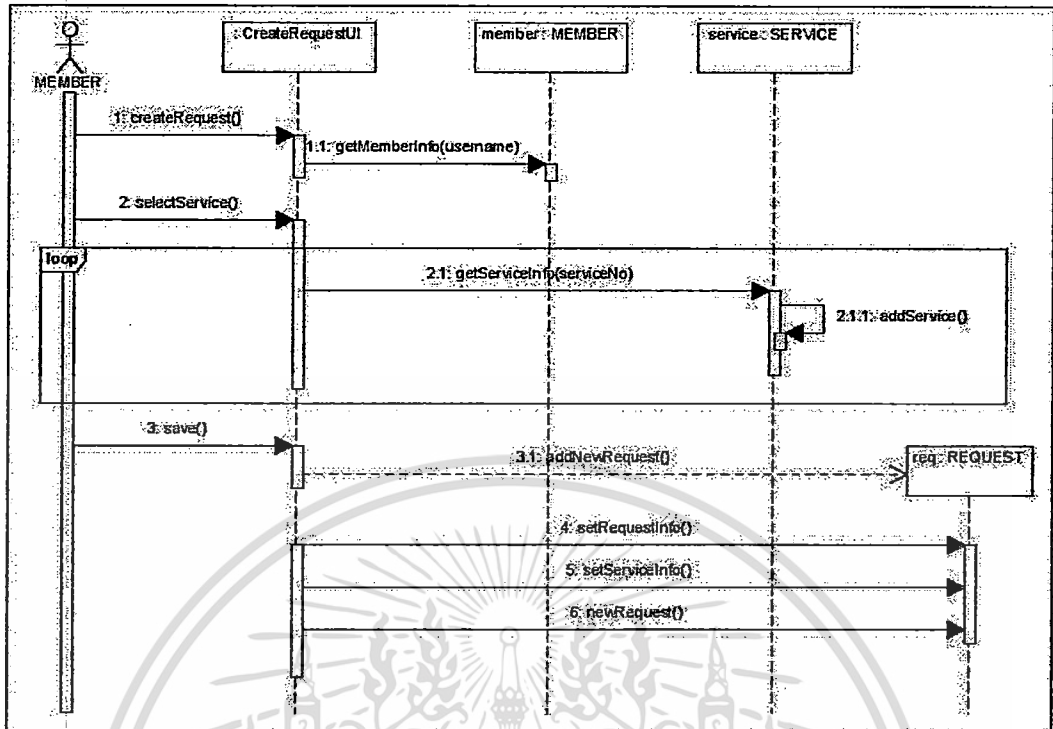 : CreateRequestUI
member : MEMBER
service : SERVICE
MEMBER
1: createRequest()
1.1: getMemberInfo(username)
2: selectService()
loop
2.1: getServiceInfo(serviceNo)
2.1.1: addService()
3: save()
3.1: addNewRequest()
req : REQUEST
4: setRequestInfo()
5: setServiceInfo()
6: newRequest()